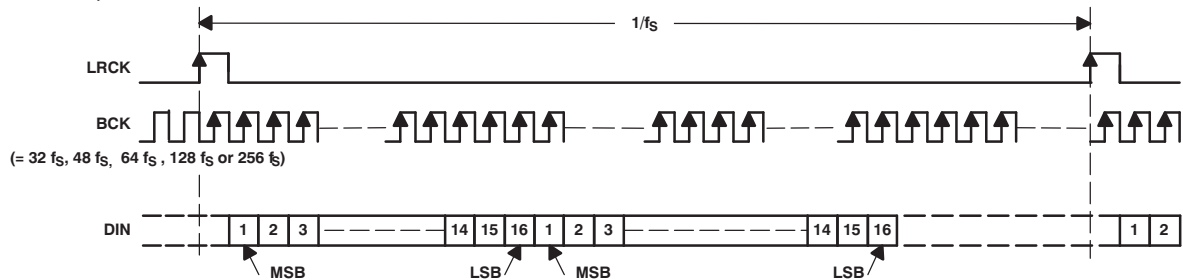 1/fS
LRCK
BCK
(= 32 fS, 48 fS, 64 fS , 128 fS or 256 fS)
DIN 1 2 3 14 15 16 1 2 3 14 15 16 1 2
MSB LSB MSB LSB